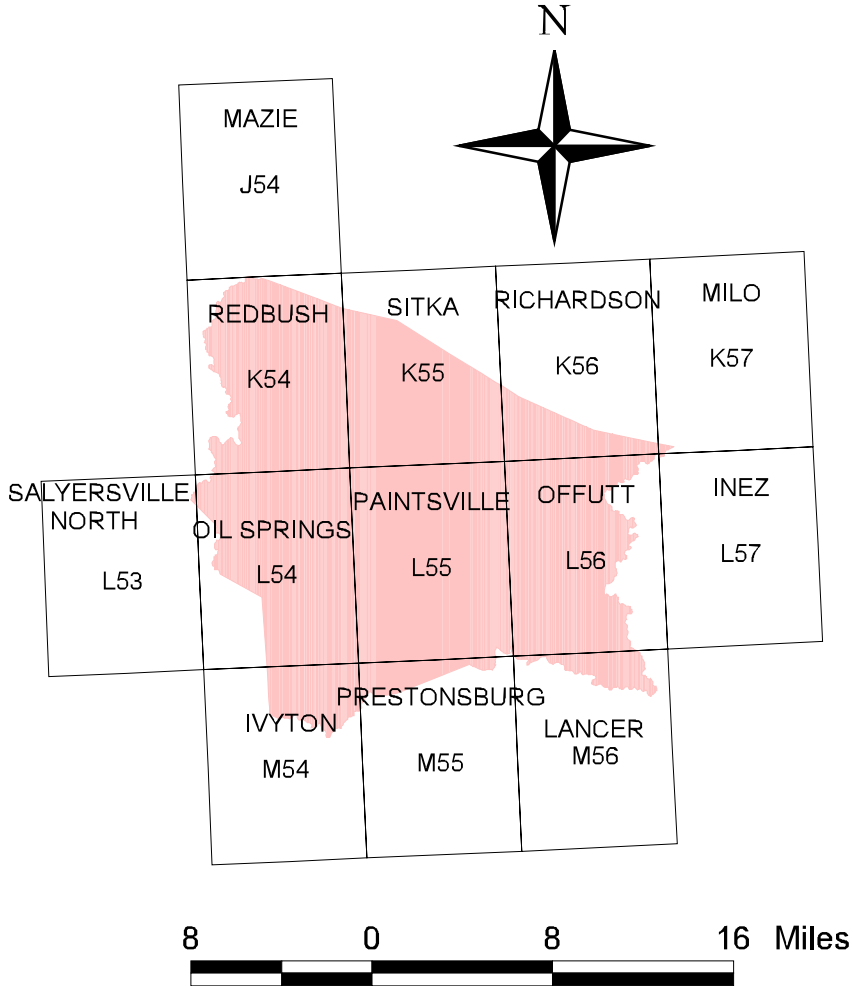 N
MAZIE
J54
REDBUSH
K54
SITKA
K55
RICHARDSON
K56
MILO
K57
SALYERSVILLE
NORTH
L53
OIL SPRINGS
L54
PAINTSVILLE
L55
OFFUTT
L56
INEZ
L57
IVYTON
M54
PRESTONSBURG
M55
LANCER
M56
8 0 8 16 Miles